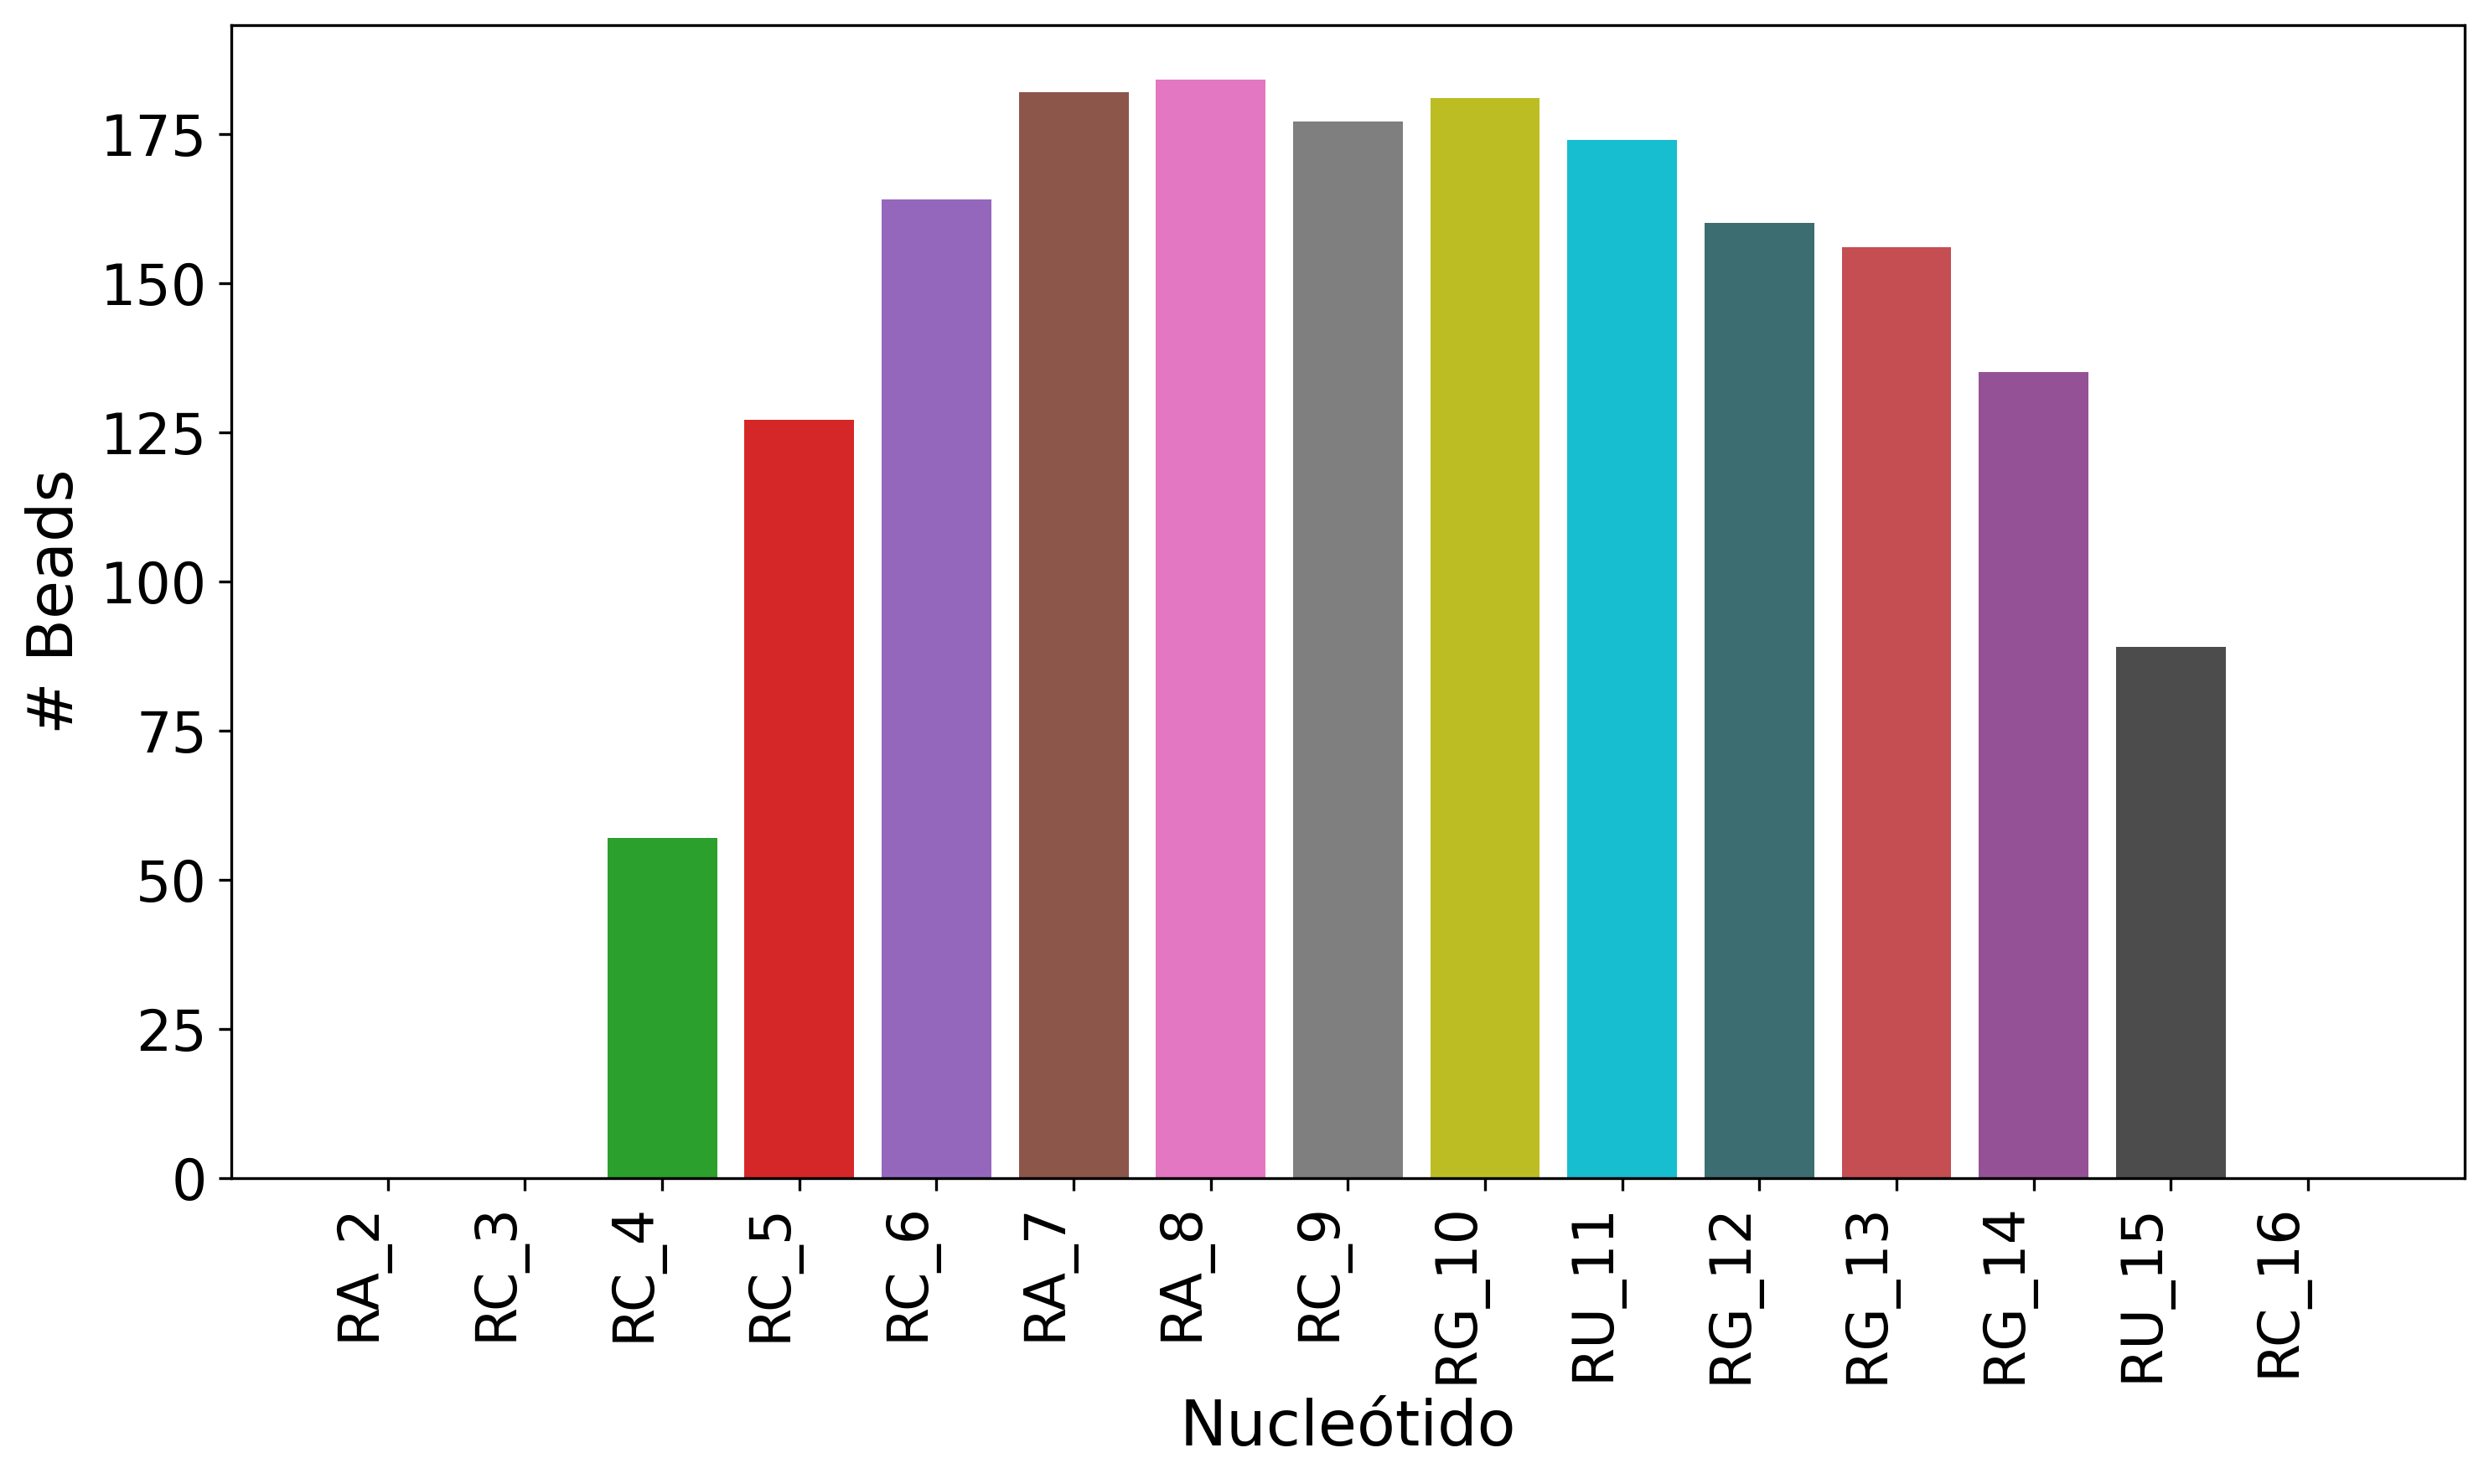 # Beads
175
150
125
100
75
50
25
0
RA_2
RC_3
RC_4
RC_5
RC_6
RA_7
RA_8
RC_9
RG_10
RU_111
RG_12
RG_13
RG_14
RU_15
RC_16
Nucleótido